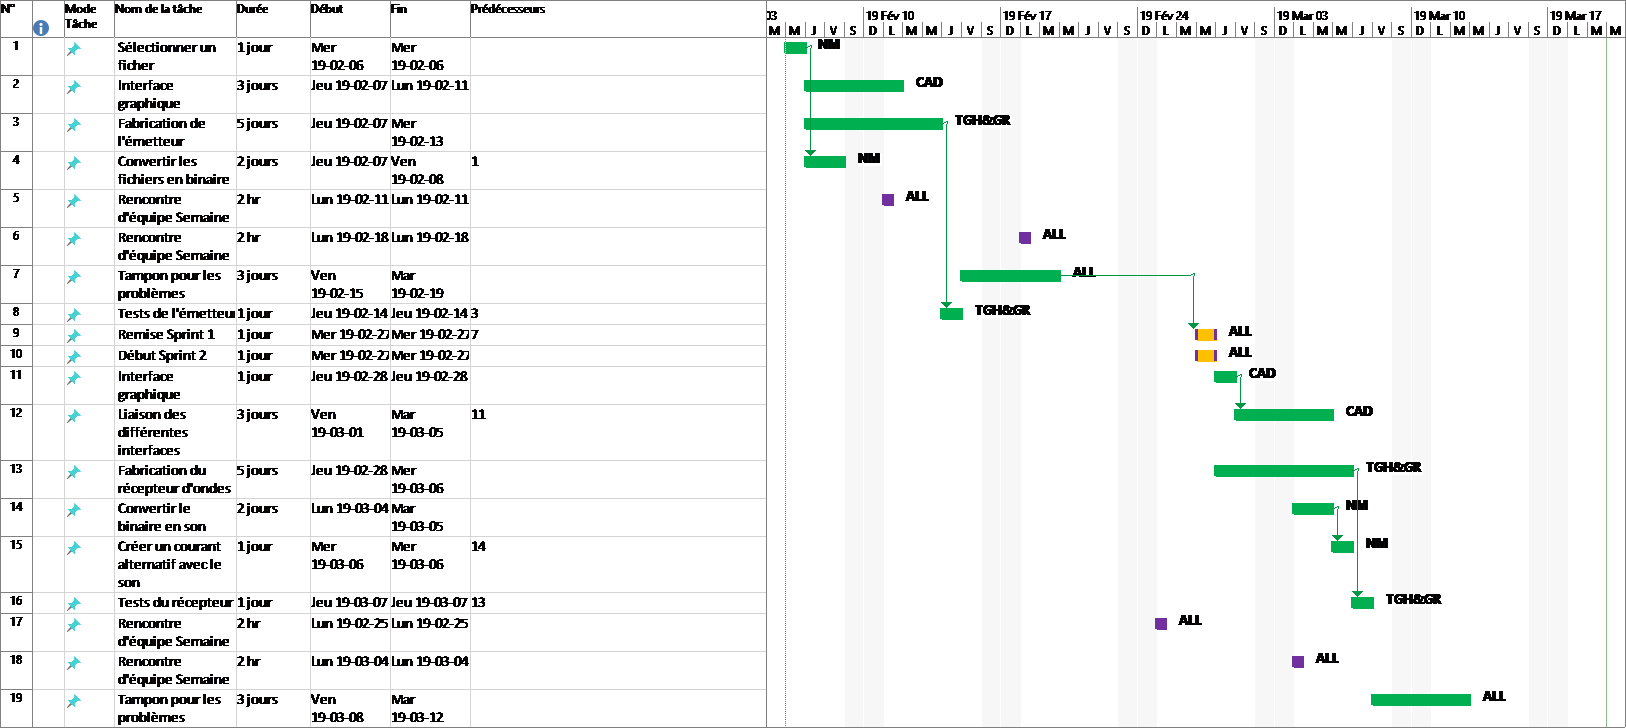 N° Mode Tâche Nom de la tâche Durée Début Fin Prédécesseurs
03 19 Fév 10 19 Fév 17 19 Fév 24 19 Mar 03 19 Mar 10 19 Mar 17
M M J V S D L M M J V S D L M M J V S D L M M J V S D L M M J V S D L M M J V S D L M M
1 Sélectionner un ficher 1 jour Mer 19-02-06 Mer 19-02-06 NM
2 Interface graphique 3 jours Jeu 19-02-07 Lun 19-02-11 CAD
3 Fabrication de l'émetteur 5 jours Jeu 19-02-07 Mer 19-02-13 TGH&GR
4 Convertir les fichiers en binaire 2 jours Jeu 19-02-07 Ven 19-02-08 1 NM
5 Rencontre d'équipe Semaine 2 hr Lun 19-02-11 Lun 19-02-11 ALL
6 Rencontre d'équipe Semaine 2 hr Lun 19-02-18 Lun 19-02-18 ALL
7 Tampon pour les problèmes 3 jours Ven 19-02-15 Mar 19-02-19 ALL
8 Tests de l'émetteur 1 jour Jeu 19-02-14 Jeu 19-02-14 3 TGH&GR
9 Remise Sprint 1 1 jour Mer 19-02-27 Mer 19-02-27 7 ALL
10 Début Sprint 2 1 jour Mer 19-02-27 Mer 19-02-27 ALL
11 Interface graphique 1 jour Jeu 19-02-28 Jeu 19-02-28 CAD
12 Liaison des différentes interfaces 3 jours Ven 19-03-01 Mar 19-03-05 11 CAD
13 Fabrication du récepteur d'ondes 5 jours Jeu 19-02-28 Mer 19-03-06 TGH&GR
14 Convertir le binaire en son 2 jours Lun 19-03-04 Mar 19-03-05 NM
15 Créer un courant alternatif avec le son 1 jour Mer 19-03-06 Mer 19-03-06 14 NM
16 Tests du récepteur 1 jour Jeu 19-03-07 Jeu 19-03-07 13 TGH&GR
17 Rencontre d'équipe Semaine 2 hr Lun 19-02-25 Lun 19-02-25 ALL
18 Rencontre d'équipe Semaine 2 hr Lun 19-03-04 Lun 19-03-04 ALL
19 Tampon pour les problèmes 3 jours Ven 19-03-08 Mar 19-03-12 ALL